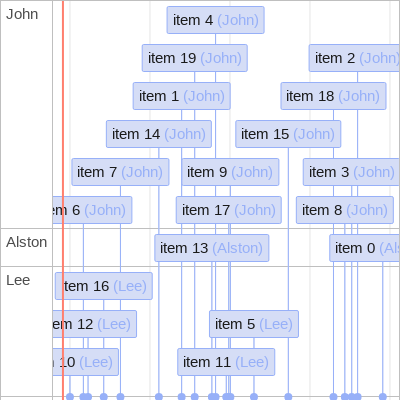 John
item 4 (John)
item 19 (John) item 2 (John)
item 1 (John) item 18 (John)
item 14 (John) item 15 (John)
item 7 (John) item 9 (John) item 3 (John)
6 (John) item 17 (John) item 8 (John)
Alston
item 13 (Alston) item 0
Lee
item 16 (Lee)
12 (Lee) item 5 (Lee)
10 (Lee) item 11 (Lee)